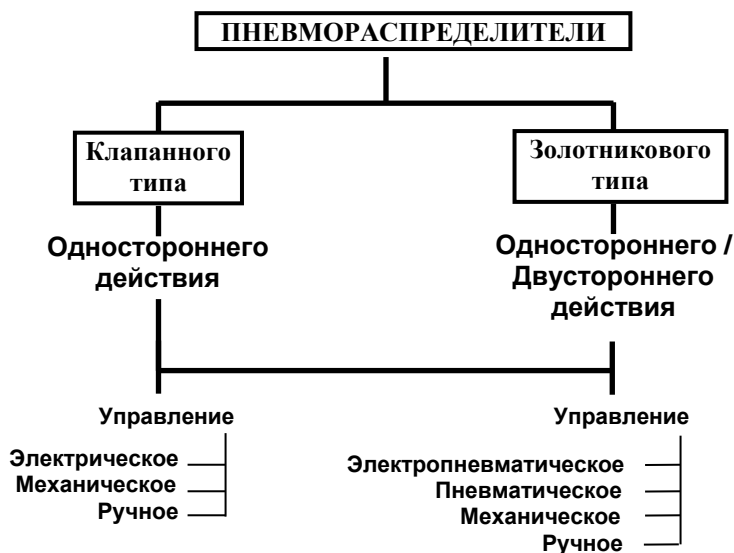 ПНЕВМОРАСПРЕДЕЛИТЕЛИ
Клапанного
типа
Золотникового
типа
Одностороннего
действия
Одностороннего /
Двустороннего
действия
Управление
Электрическое
Механическое
Ручное
Управление
Электропневматическое
Пневматическое
Механическое
Ручное